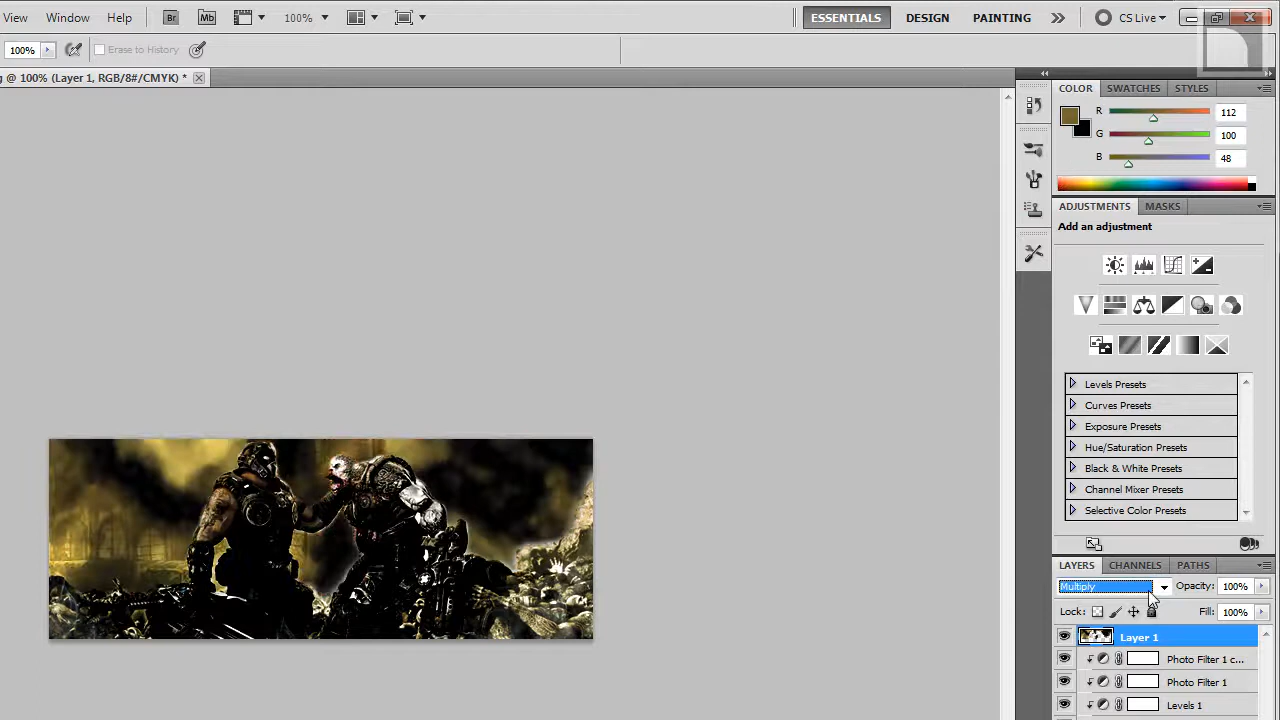 View Window Help Br Mb 100% ESSENTIALS DESIGN PAINTING CS Live
100% Erase to History
g @ 100% (Layer 1, RGB/8#/CMYK) *
COLOR SWATCHES STYLES
R 112
G 100
B 48
ADJUSTMENTS MASKS
Add an adjustment
Levels Presets
Curves Presets
Exposure Presets
Hue/Saturation Presets
Black & White Presets
Channel Mixer Presets
Selective Color Presets
LAYERS CHANNELS PATHS
Multiply Opacity: 100%
Lock: Fill: 100%
Layer 1
Photo Filter 1 c...
Photo Filter 1
Levels 1